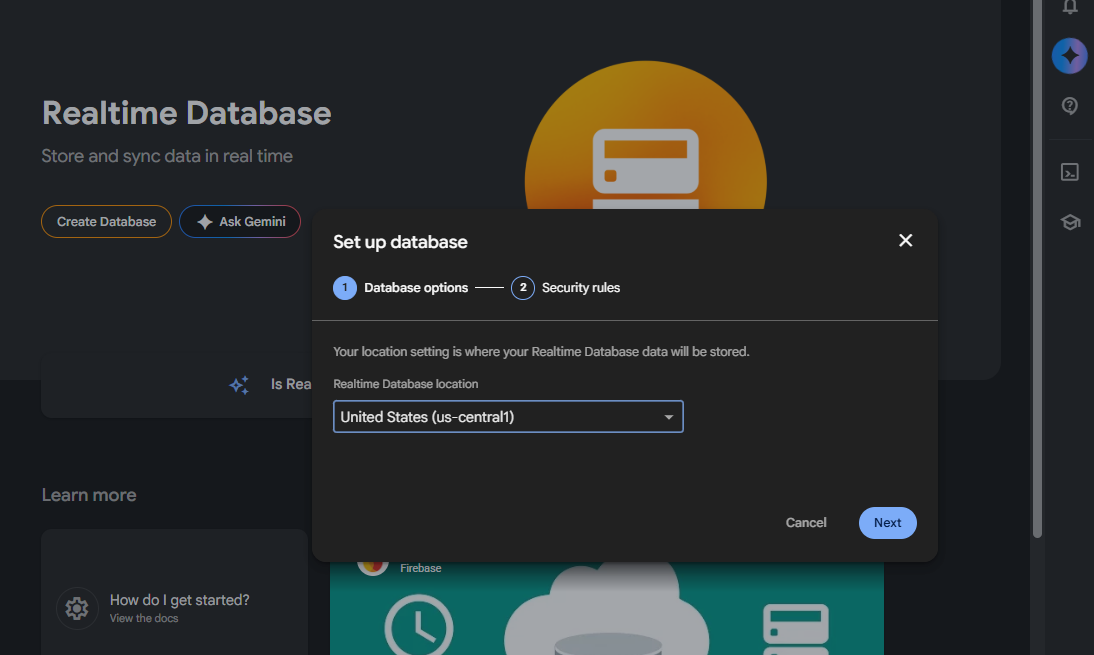 Realtime Database
Store and sync data in real time
Create Database
Ask Gemini
Set up database
1 Database options
2 Security rules
Your location setting is where your Realtime Database data will be stored.
Realtime Database location
United States (us-central1)
Cancel
Next
Is Rea
Learn more
How do I get started?
View the docs
Firebase